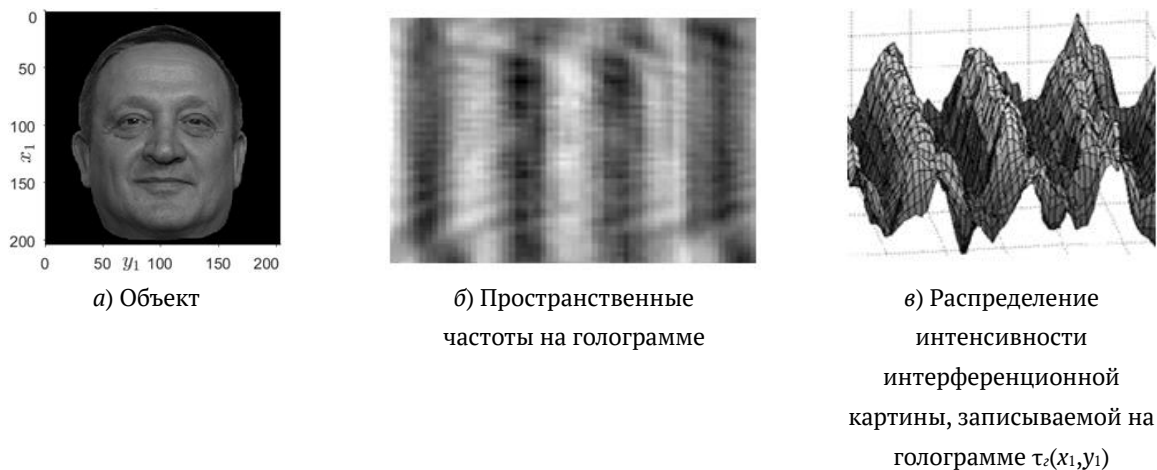 0
50
100
150
200
x₁
0 50 y₁ 100 150 200
а) Объект
б) Пространственные
частоты на голограмме
в) Распределение
интенсивности
интерференционной
картины, записываемой на
голограмме τг(x₁,y₁)